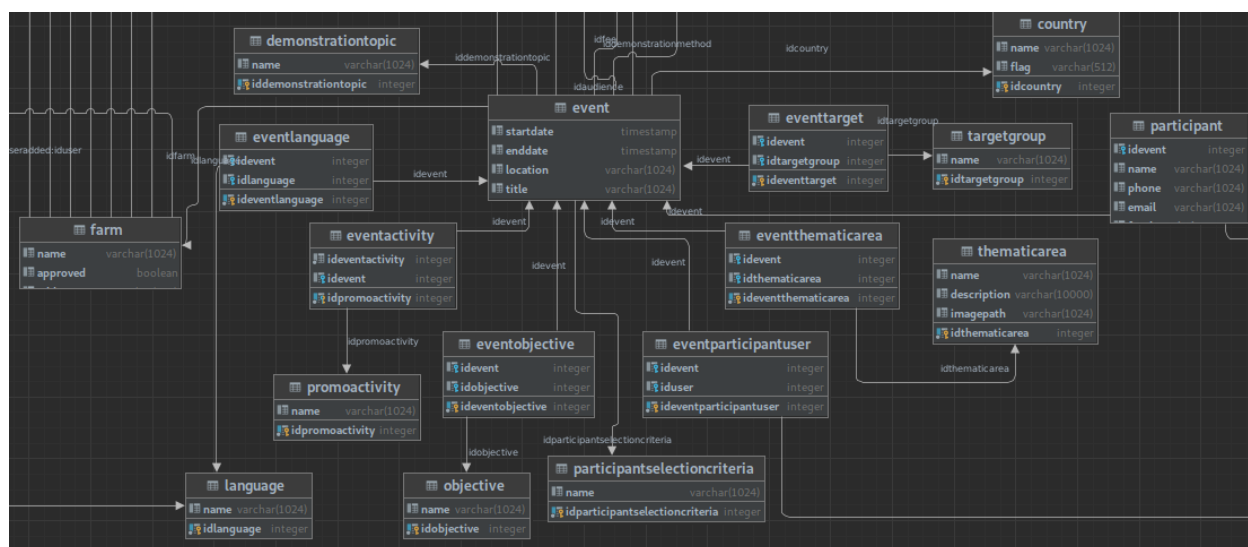 demonstrationtopic
name varchar(1024)
iddemonstrationtopic integer
iddemonstrationtopic
iddemonstrationmethod
idaudience
idcountry
country
name varchar(1024)
flag varchar(512)
idcountry integer
event
startdate timestamp
enddate timestamp
location varchar(1024)
title varchar(1024)
eventlanguage
idevent integer
idlanguage integer
ideventlanguage integer
seradded:iduser
idfarm
idevent
eventtarget
idevent integer
idtargetgroup integer
ideventtarget integer
idevent
idtargetgroup
targetgroup
name varchar(1024)
idtargetgroup integer
participant
idevent integer
name varchar(1024)
phone varchar(1024)
email varchar(1024)
idevent
farm
name varchar(1024)
approved boolean
eventactivity
ideventactivity integer
idevent integer
idpromoactivity integer
idevent
idevent
idevent
idevent
eventthematicarea
idevent integer
idthematicarea integer
ideventthematicarea integer
thematicarea
name varchar(1024)
description varchar(10000)
imagepath varchar(1024)
idthematicarea integer
idthematicarea
idpromoactivity
promoactivity
name varchar(1024)
idpromoactivity integer
eventobjective
idevent integer
idobjective integer
ideventobjective integer
eventparticipantuser
idevent integer
iduser integer
ideventparticipantuser integer
idobjective
idparticipantselectioncriteria
language
name varchar(1024)
idlanguage integer
objective
name varchar(1024)
idobjective integer
participantselectioncriteria
name varchar(1024)
idparticipantselectioncriteria integer